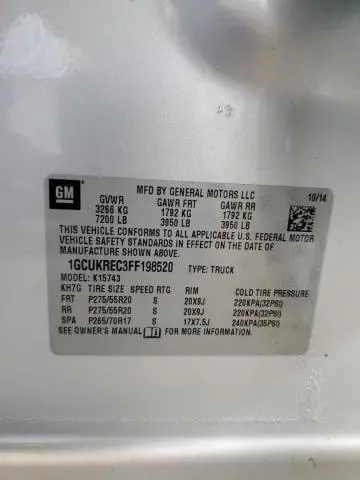 GM
MFD BY GENERAL MOTORS LLC 10/14
GVWR GAWR FRT GAWR RR
3266 KG 1792 KG 1792 KG
7200 LB 3950 LB 3950 LB
THIS VEHICLE CONFORMS TO ALL APPLICABLE U.S. FEDERAL MOTOR
VEHICLE SAFETY STANDARDS IN EFFECT ON THE DATE OF
MANUFACTURE SHOWN ABOVE.
1GCUKREC3FF198520 TYPE: TRUCK
MODEL: K15743
KH7G TIRE SIZE SPEED RTG RIM COLD TIRE PRESSURE
FRT P275/55R20 S 20X9J 220KPA(32PSI)
RR P275/55R20 S 20X9J 220KPA(32PSI)
SPA P265/70R17 S 17X7.5J 240KPA(35PSI)
SEE OWNER'S MANUAL FOR MORE INFORMATION.